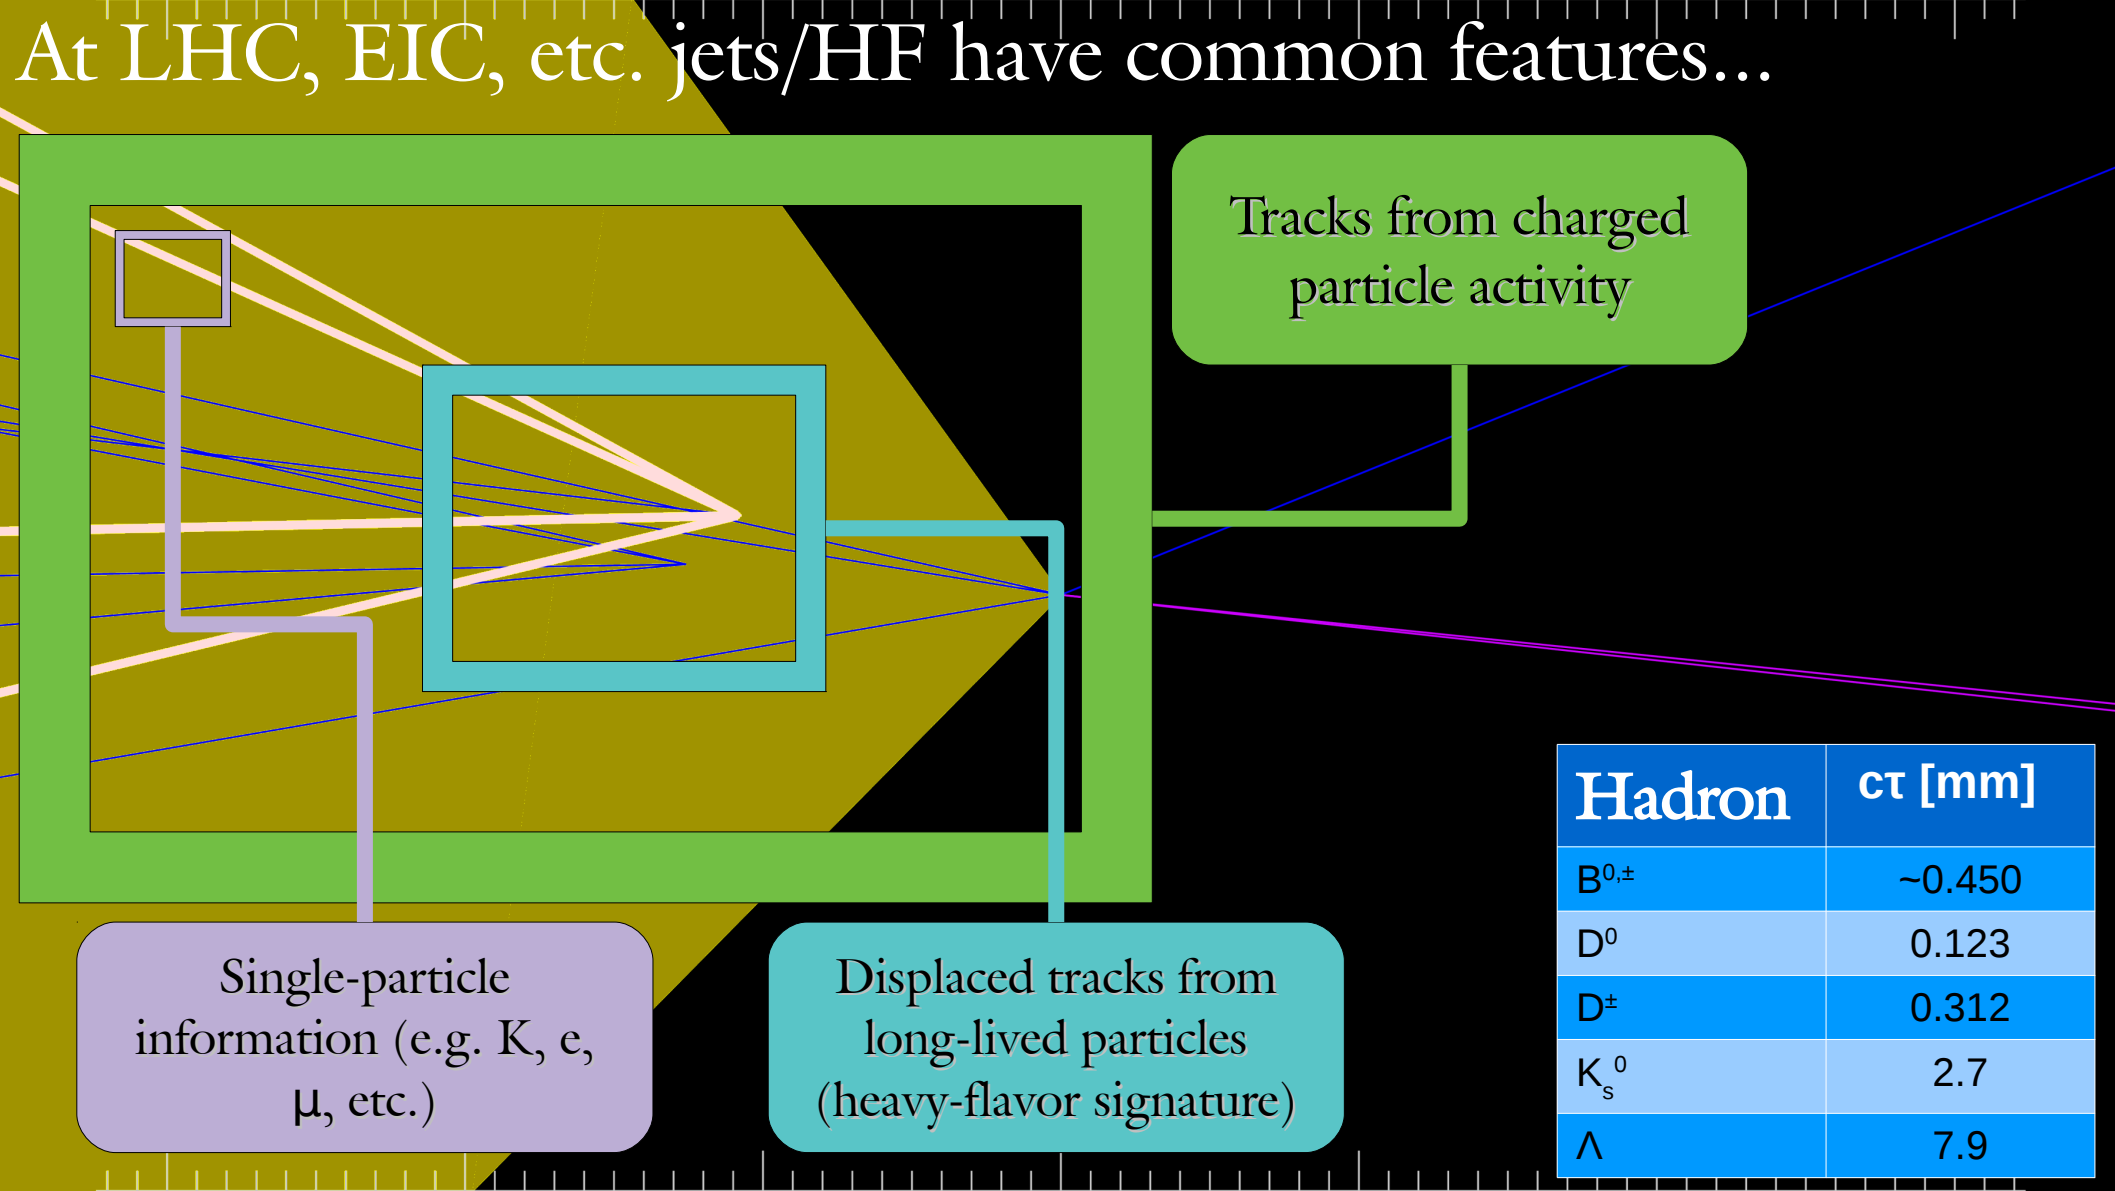 At LHC, EIC, etc. jets/HF have common features...
Tracks from charged
particle activity
Single-particle
information (e.g. K, e,
μ, etc.)
Displaced tracks from
long-lived particles
(heavy-flavor signature)
Hadron cτ [mm]
B⁰,± ~0.450
D⁰ 0.123
D± 0.312
Kₛ⁰ 2.7
Λ 7.9